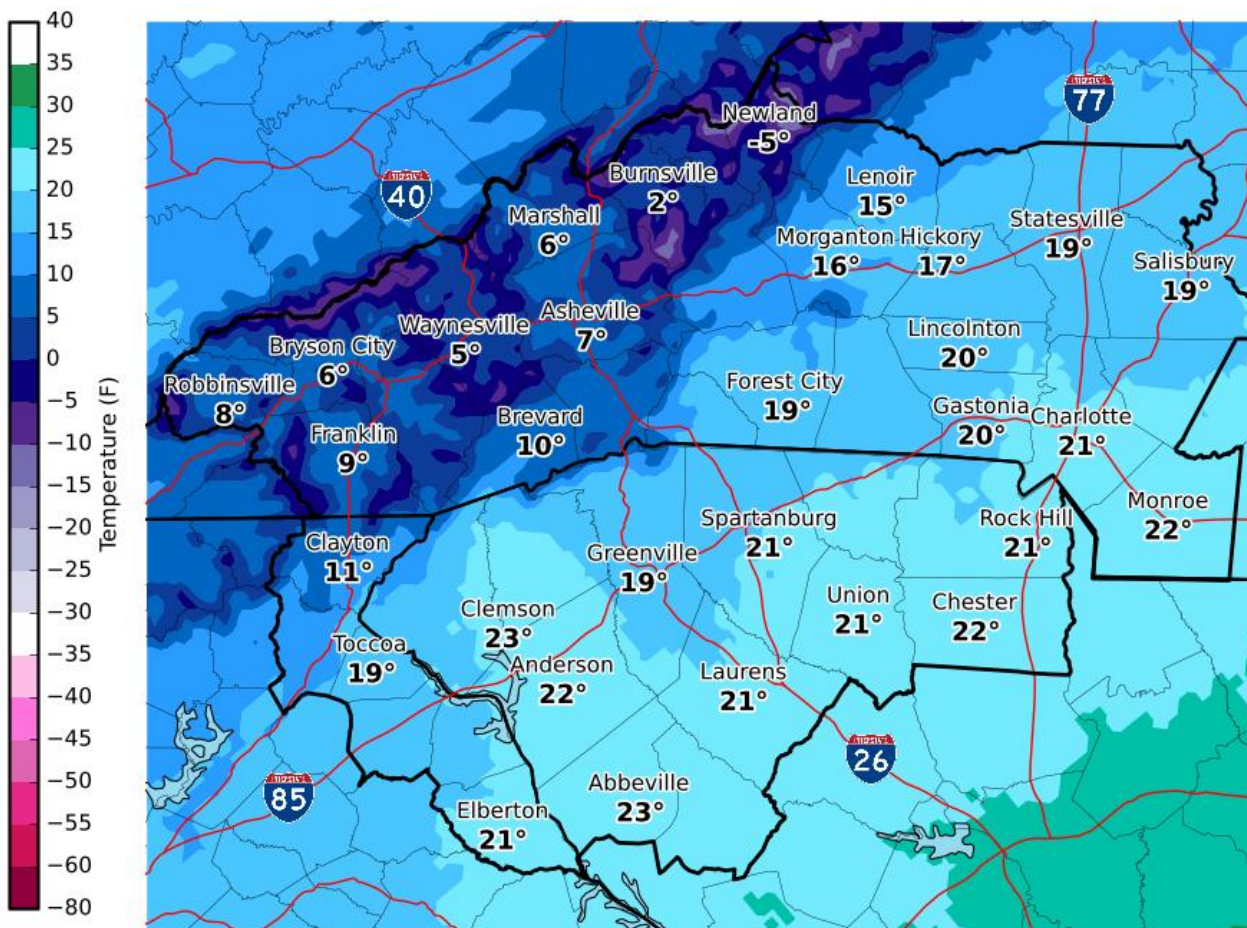 40
35
30
25
20
15
10
5
0
−5
−10
−15
−20
−25
−30
−35
−40
−45
−50
−55
−60
−80
Temperature (F)
77
Newland
-5°
40
Burnsville
2°
Lenoir
15°
Marshall
6°
Statesville
19°
Morganton
16°
Hickory
17°
Salisbury
19°
Asheville
7°
Waynesville
5°
Bryson City
6°
Lincolnton
20°
Robbinsville
8°
Forest City
19°
Gastonia
20°
Charlotte
21°
Brevard
10°
Franklin
9°
Monroe
22°
Spartanburg
21°
Rock Hill
21°
Clayton
11°
Greenville
19°
Union
21°
Chester
22°
Clemson
23°
Toccoa
19°
Anderson
22°
Laurens
21°
26
85
Abbeville
23°
Elberton
21°